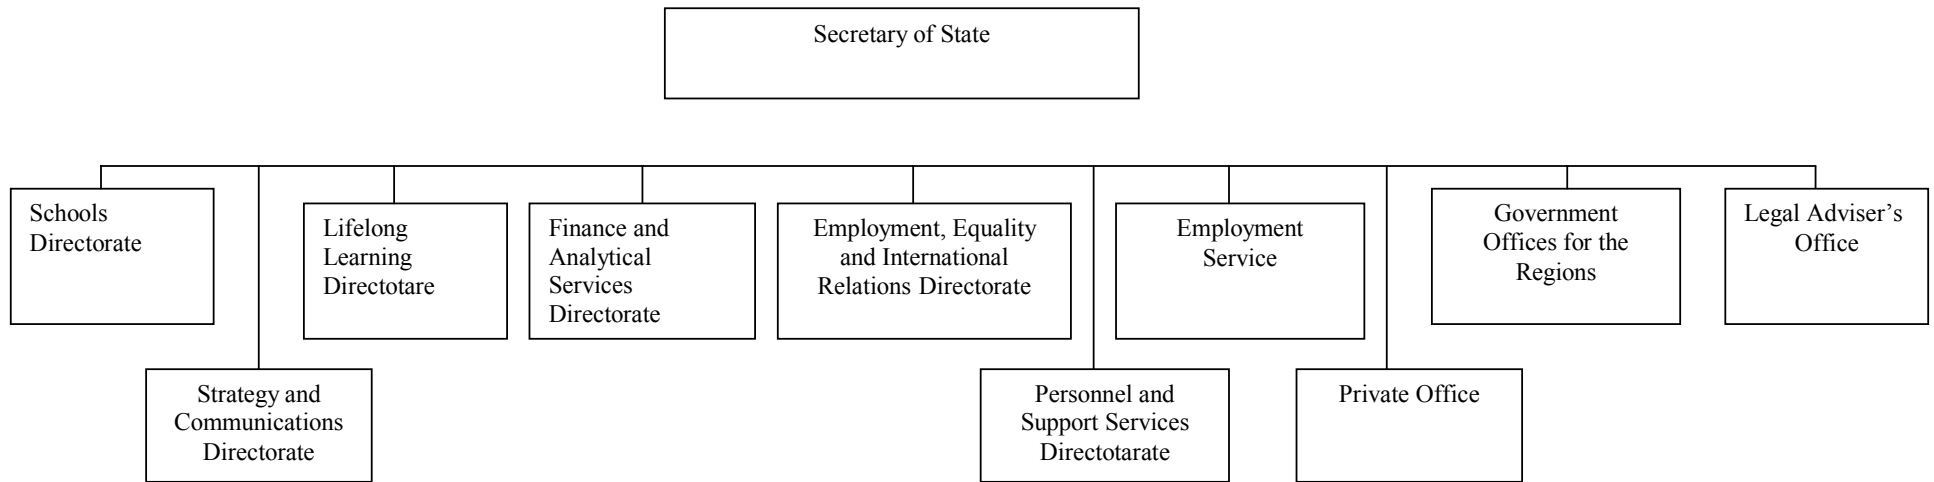 Secretary of State
Schools
Directorate
Lifelong
Learning
Directotare
Finance and
Analytical
Services
Directorate
Employment, Equality
and International
Relations Directorate
Employment
Service
Government
Offices for the
Regions
Legal Adviser’s
Office
Strategy and
Communications
Directorate
Personnel and
Support Services
Directotarate
Private Office